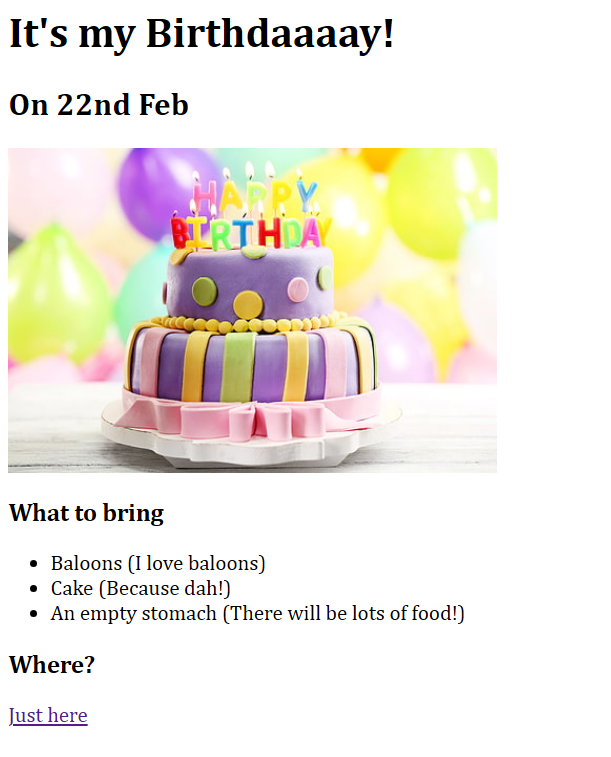 It's my Birthdaaaay!
On 22nd Feb
HAPPY
BIRTHDAY
What to bring
Baloons (I love baloons)
Cake (Because dah!)
An empty stomach (There will be lots of food!)
Where?
Just here